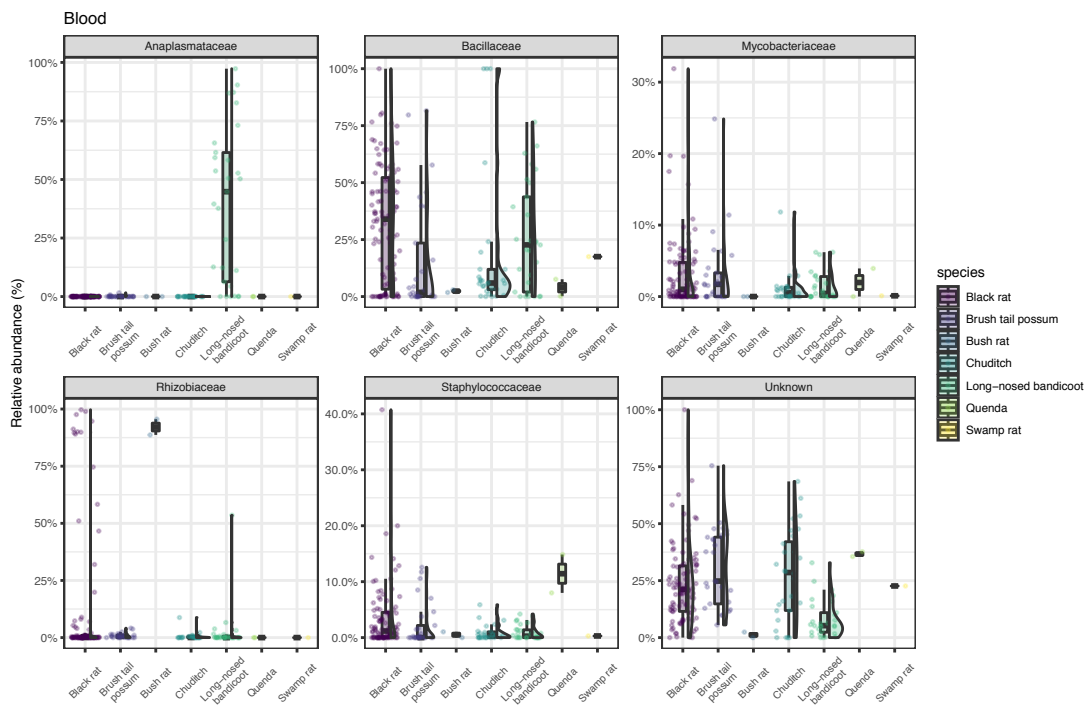 Blood
Anaplasmataceae
Bacillaceae
Mycobacteriaceae
100%
75%
50%
25%
0%
100%
75%
50%
25%
0%
30%
20%
10%
0%
Black rat
Brush tail
possum
Bush rat
Chuditch
Long−nosed
bandicoot
Quenda
Swamp rat
Black rat
Brush tail
possum
Bush rat
Chuditch
Long−nosed
bandicoot
Quenda
Swamp rat
Black rat
Brush tail
possum
Bush rat
Chuditch
Long−nosed
bandicoot
Quenda
Swamp rat
Relative abundance (%)
Rhizobiaceae
Staphylococcaceae
Unknown
100%
75%
50%
25%
0%
40.0%
30.0%
20.0%
10.0%
0.0%
100%
75%
50%
25%
0%
Black rat
Brush tail
possum
Bush rat
Chuditch
Long−nosed
bandicoot
Quenda
Swamp rat
Black rat
Brush tail
possum
Bush rat
Chuditch
Long−nosed
bandicoot
Quenda
Swamp rat
Black rat
Brush tail
possum
Bush rat
Chuditch
Long−nosed
bandicoot
Quenda
Swamp rat
species
Black rat
Brush tail possum
Bush rat
Chuditch
Long−nosed bandicoot
Quenda
Swamp rat